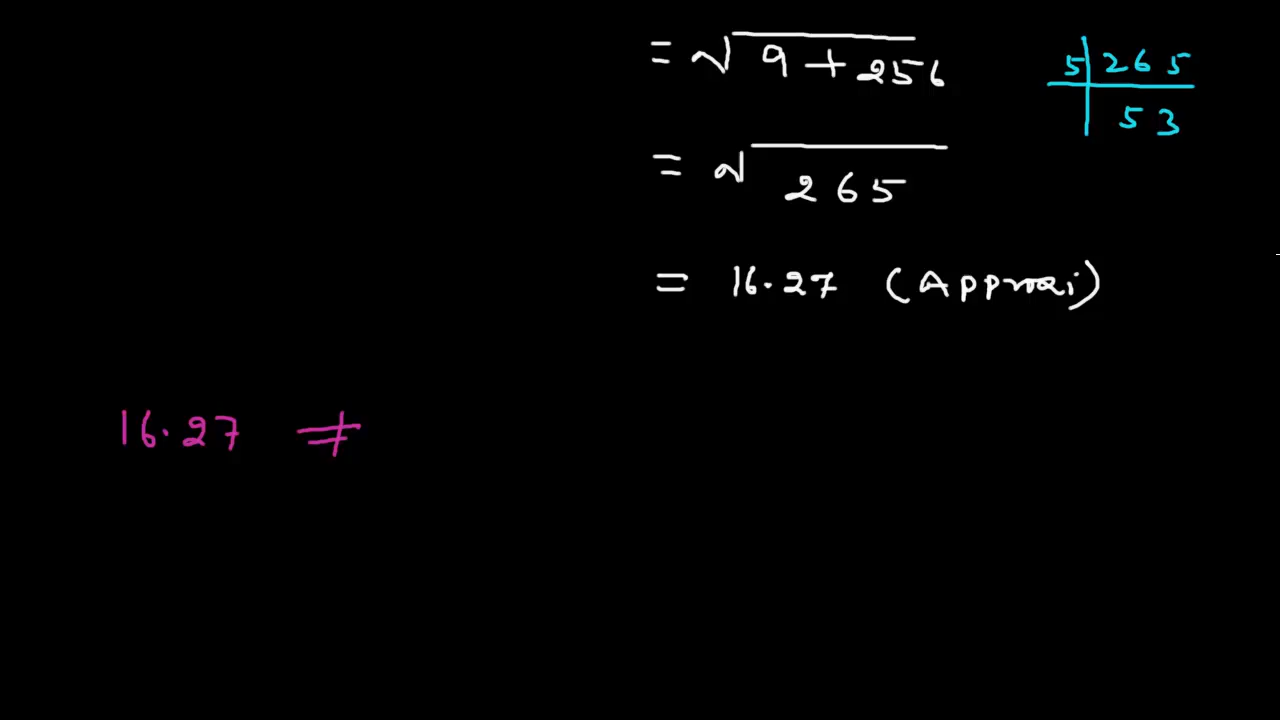 = √9 + 256
5 | 265
53
= √265
= 16.27 (Approxi)
16.27 ≠